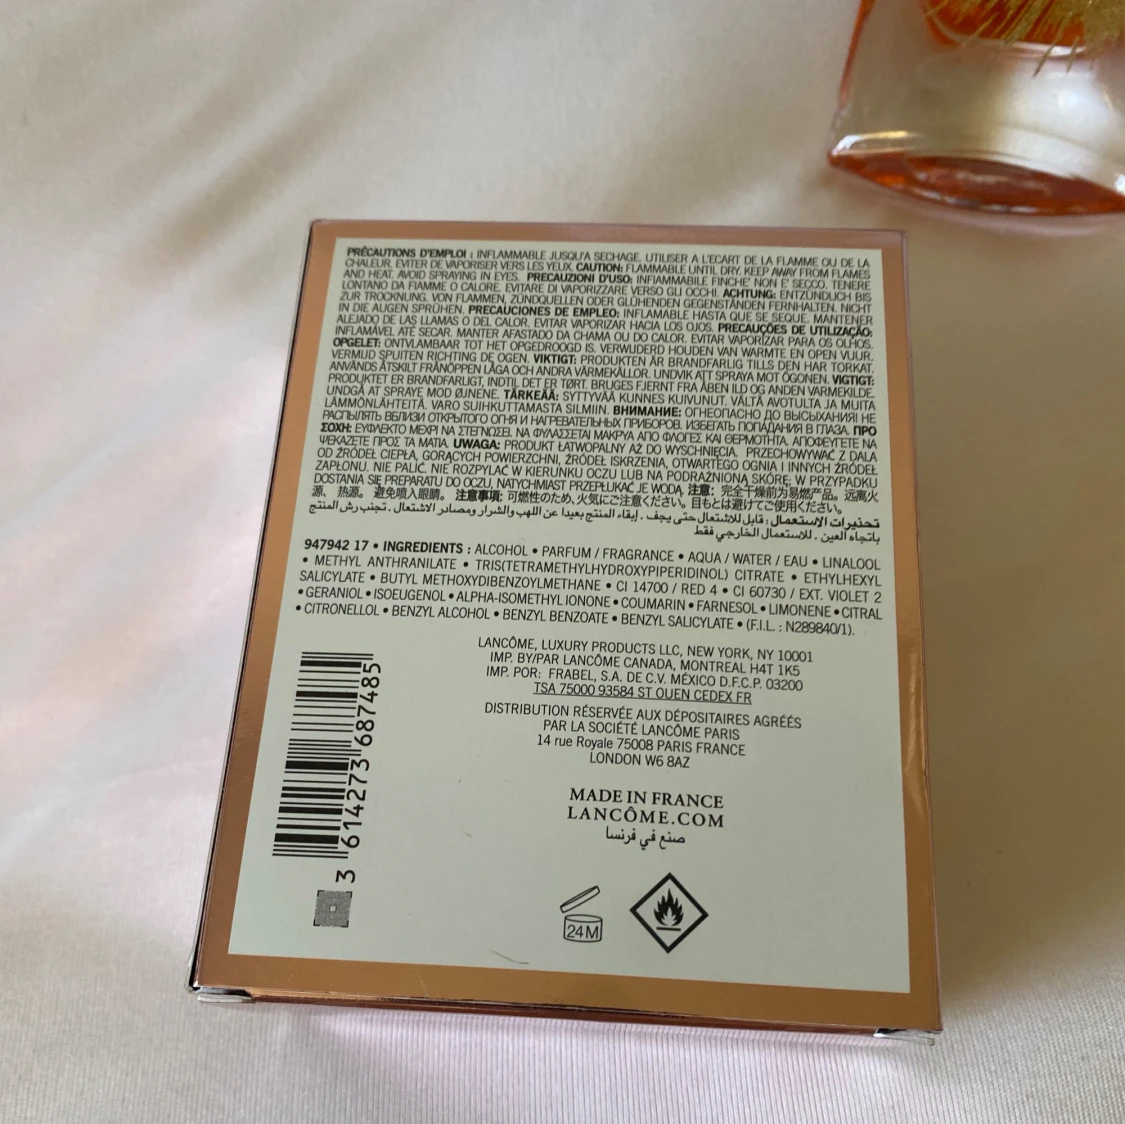 PRÉCAUTIONS D'EMPLOI : INFLAMMABLE JUSQU'A SECHAGE. UTILISER A L'ECART DE LA FLAMME OU DE LA
CHALEUR. EVITER DE VAPORISER VERS LES YEUX. CAUTION: FLAMMABLE UNTIL DRY. KEEP AWAY FROM FLAMES
AND HEAT. AVOID SPRAYING IN EYES. PRECAUZIONI D'USO: INFIAMMABILE FINCHE' NON E' SECCO. TENERE
LONTANO DA FIAMME O CALORE. EVITARE DI VAPORIZZARE VERSO GLI OCCHI. ACHTUNG: ENTZÜNDLICH BIS
ZUR TROCKNUNG. VON FLAMMEN, ZÜNDQUELLEN ODER GLÜHENDEN GEGENSTÄNDEN FERNHALTEN. NICHT
IN DIE AUGEN SPRÜHEN. PRECAUCIONES DE EMPLEO: INFLAMABLE HASTA QUE SE SEQUE. MANTENER
ALEJADO DE LAS LLAMAS O DEL CALOR. EVITAR VAPORIZAR HACIA LOS OJOS. PRECAUÇÕES DE UTILIZAÇÃO:
INFLAMÁVEL ATÉ SECAR. MANTER AFASTADO DA CHAMA OU DO CALOR. EVITAR VAPORIZAR PARA OS OLHOS.
OPGELET: ONTVLAMBAAR TOT HET OPGEDROOGD IS. VERWIJDERD HOUDEN VAN WARMTE EN OPEN VUUR.
VERMIJD SPUITEN RICHTING DE OGEN. VIKTIGT: PRODUKTEN ÄR BRANDFARLIG TILLS DEN HAR TORKAT.
ANVÄNDS ÅTSKILT FRÅN ÖPPEN LÅGA OCH ANDRA VÄRMEKÄLLOR. UNDVIK ATT SPRAYA MOT ÖGONEN. VIGTIGT:
PRODUKTET ER BRANDFARLIGT, INDTIL DET ER TØRT. BRUGES FJERNT FRA ÅBEN ILD OG ANDEN VARMEKILDE.
UNDGÅ AT SPRAYE MOD ØJNENE. TÄRKEÄÄ: SYTTYVÄÄ KUNNES KUIVUNUT. VÄLTÄ AVOTULTA JA MUITA
LÄMMÖNLÄHTEITÄ. VARO SUIHKUTTAMASTA SILMIIN. ВНИМАНИЕ: ОГНЕОПАСНО ДО ВЫСЫХАНИЯ! НЕ
РАСПЫЛЯТЬ ВБЛИЗИ ОТКРЫТОГО ОГНЯ И НАГРЕВАТЕЛЬНЫХ ПРИБОРОВ. ИЗБЕГАТЬ ПОПАДАНИЯ В ГЛАЗА. ΠΡΟ
ΣΟΧΗ: ΕΥΦΛΕΚΤΟ ΜΕΧΡΙ ΝΑ ΣΤΕΓΝΩΣΕΙ. ΝΑ ΦΥΛΑΣΣΕΤΑΙ ΜΑΚΡΥΑ ΑΠΟ ΦΛΟΓΕΣ ΚΑΙ ΘΕΡΜΟΤΗΤΑ. ΑΠΟΦΕΥΓΕΤΕ ΝΑ
ΨΕΚΑΖΕΤΕ ΠΡΟΣ ΤΑ ΜΑΤΙΑ. UWAGA: PRODUKT ŁATWOPALNY AŻ DO WYSCHNIĘCIA. PRZECHOWYWAĆ Z DALA
OD ŹRÓDEŁ CIEPŁA, GORĄCYCH POWIERZCHNI, ŹRÓDEŁ ISKRZENIA, OTWARTEGO OGNIA I INNYCH ŹRÓDEŁ
ZAPŁONU. NIE PALIĆ. NIE ROZPYLAĆ W KIERUNKU OCZU LUB NA PODRAŻNIONĄ SKÓRĘ; W PRZYPADKU
DOSTANIA SIĘ PREPARATU DO OCZU, NATYCHMIAST PRZEPŁUKAĆ JE WODĄ. 注意: 完全干燥前为易燃产品。远离火
源、热源。避免喷入眼睛。 注意事項: 可燃性のため、火気にご注意ください。目もとは避けてご使用ください。
تحذيرات الاستعمال : قابل للاشتعال حتى يجف . إبقاء المنتج بعيدا عن اللهب والشرار ومصادر الاشتعال . تجنب رش المنتج
باتجاه العين . للاستعمال الخارجي فقط
947942 17 • INGREDIENTS : ALCOHOL • PARFUM / FRAGRANCE • AQUA / WATER / EAU • LINALOOL
• METHYL ANTHRANILATE • TRIS(TETRAMETHYLHYDROXYPIPERIDINOL) CITRATE • ETHYLHEXYL
SALICYLATE • BUTYL METHOXYDIBENZOYLMETHANE • CI 14700 / RED 4 • CI 60730 / EXT. VIOLET 2
• GERANIOL • ISOEUGENOL • ALPHA-ISOMETHYL IONONE • COUMARIN • FARNESOL • LIMONENE • CITRAL
• CITRONELLOL • BENZYL ALCOHOL • BENZYL BENZOATE • BENZYL SALICYLATE • (F.I.L. : N289840/1).
LANCÔME, LUXURY PRODUCTS LLC, NEW YORK, NY 10001
IMP. BY/PAR LANCÔME CANADA, MONTREAL H4T 1K5
IMP. POR: FRABEL, S.A. DE C.V. MÉXICO D.F.C.P. 03200
TSA 75000 93584 ST OUEN CEDEX FR
DISTRIBUTION RÉSERVÉE AUX DÉPOSITAIRES AGRÉÉS
PAR LA SOCIÉTÉ LANCÔME PARIS
14 rue Royale 75008 PARIS FRANCE
LONDON W6 8AZ
MADE IN FRANCE
LANCÔME.COM
صنع في فرنسا
3 614273 687485
24M